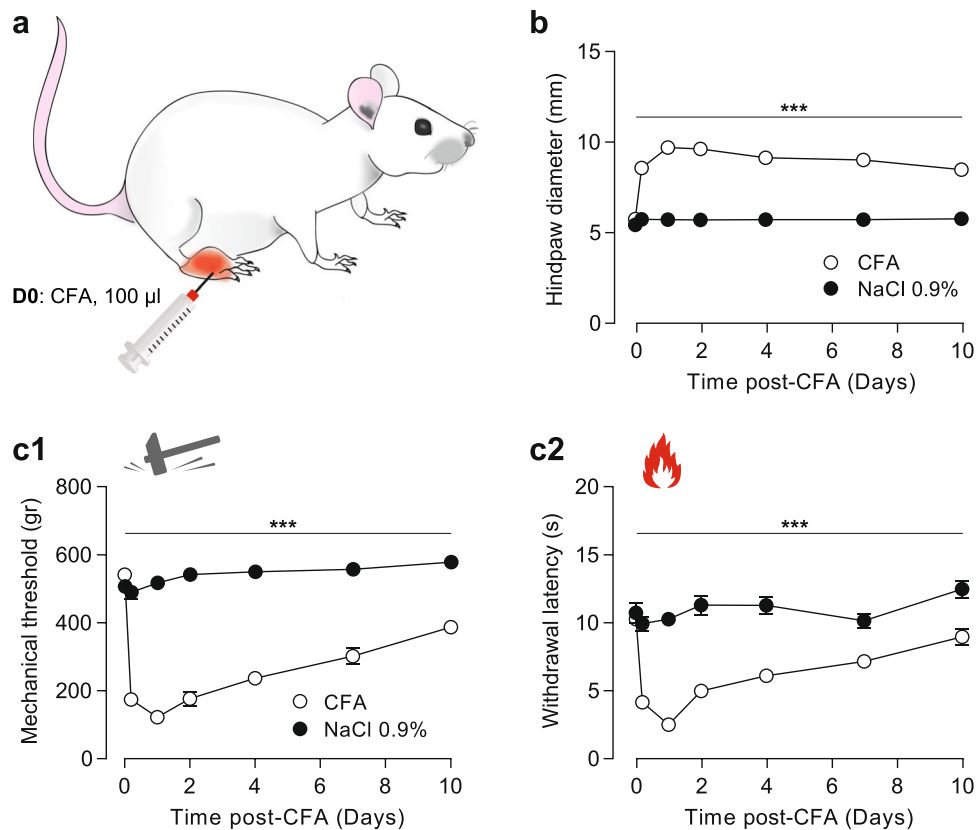 a
D0: CFA, 100 µl
b
15
10
5
0
Hindpaw diameter (mm)
***
CFA
NaCl 0.9%
0 2 4 6 8 10
Time post-CFA (Days)
c1
800
600
400
200
0
Mechanical threshold (gr)
***
CFA
NaCl 0.9%
0 2 4 6 8 10
Time post-CFA (Days)
c2
20
15
10
5
0
Withdrawal latency (s)
***
0 2 4 6 8 10
Time post-CFA (Days)